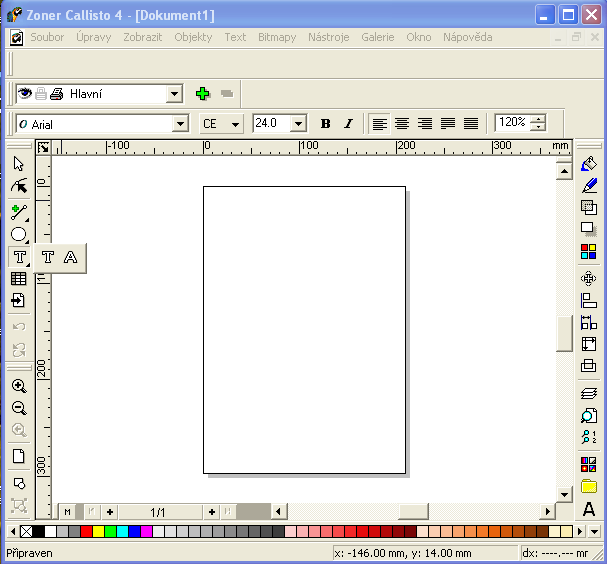 Zoner Callisto 4 - [Dokument1]
Soubor Úpravy Zobrazit Objekty Text Bitmapy Nástroje Galerie Okno Nápověda
Hlavní
O Arial CE 24.0 B I 120%
-100 0 100 200 300 mm
0
100
200
300
T T A
M 1/1
A
Připraven x: -146.00 mm, y: 14.00 mm dx: ----.-- mr